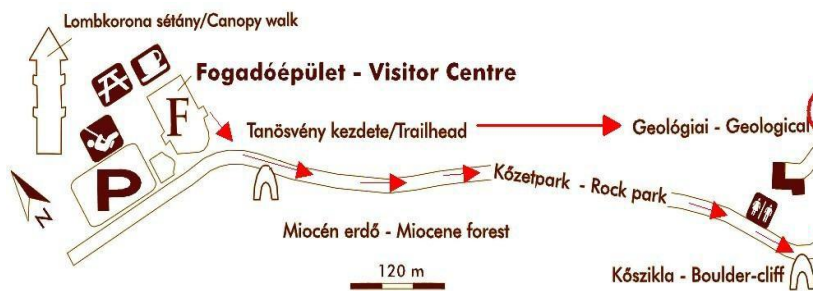 Lombkorona sétány/Canopy walk
Fogadóépület - Visitor Centre
F
Tanösvény kezdete/Trailhead
Geológiai - Geological
P
Kőzetpark - Rock park
N
Miocén erdő - Miocene forest
120 m
Kőszikla - Boulder-cliff